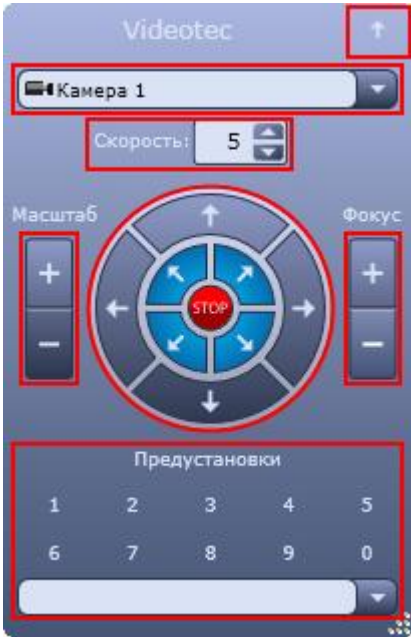 Videotec
Камера 1
Скорость: 5
Масштаб
Фокус
+ +
STOP
− −
Предустановки
1 2 3 4 5
6 7 8 9 0